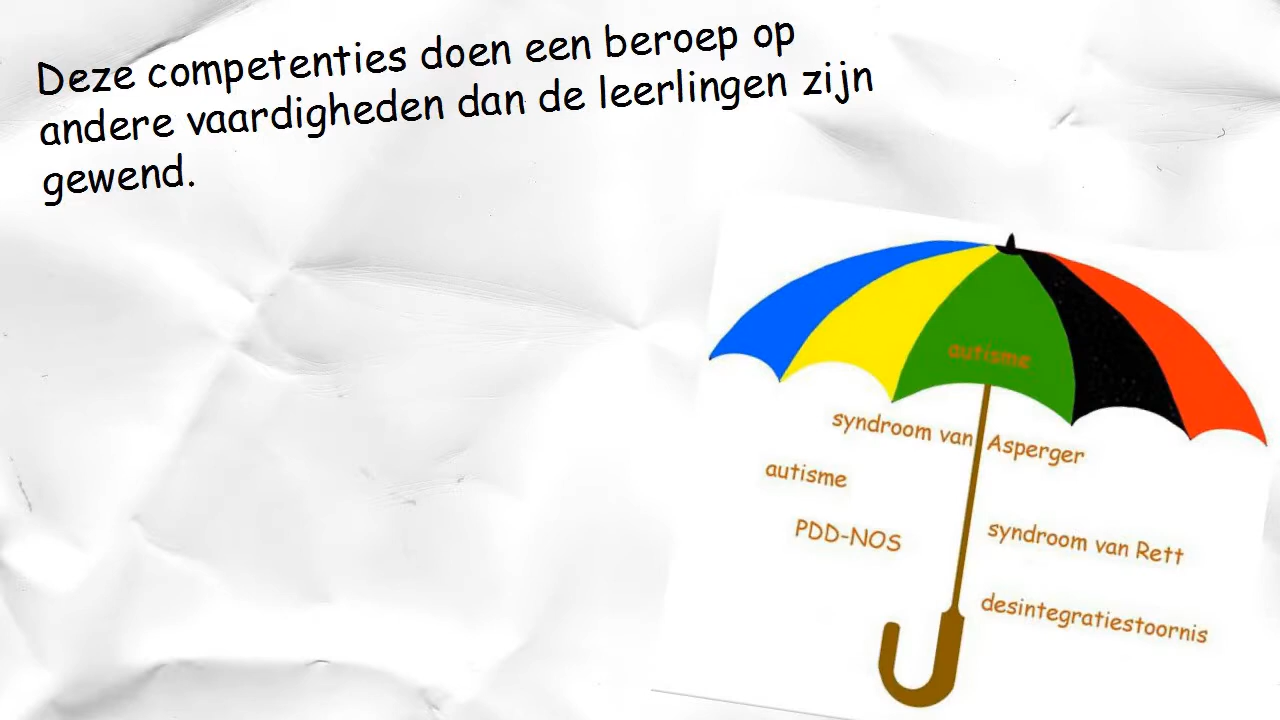 Deze competenties doen een beroep op
andere vaardigheden dan de leerlingen zijn
gewend.
autisme
syndroom van Asperger
autisme
PDD-NOS
syndroom van Rett
desintegratiestoornis